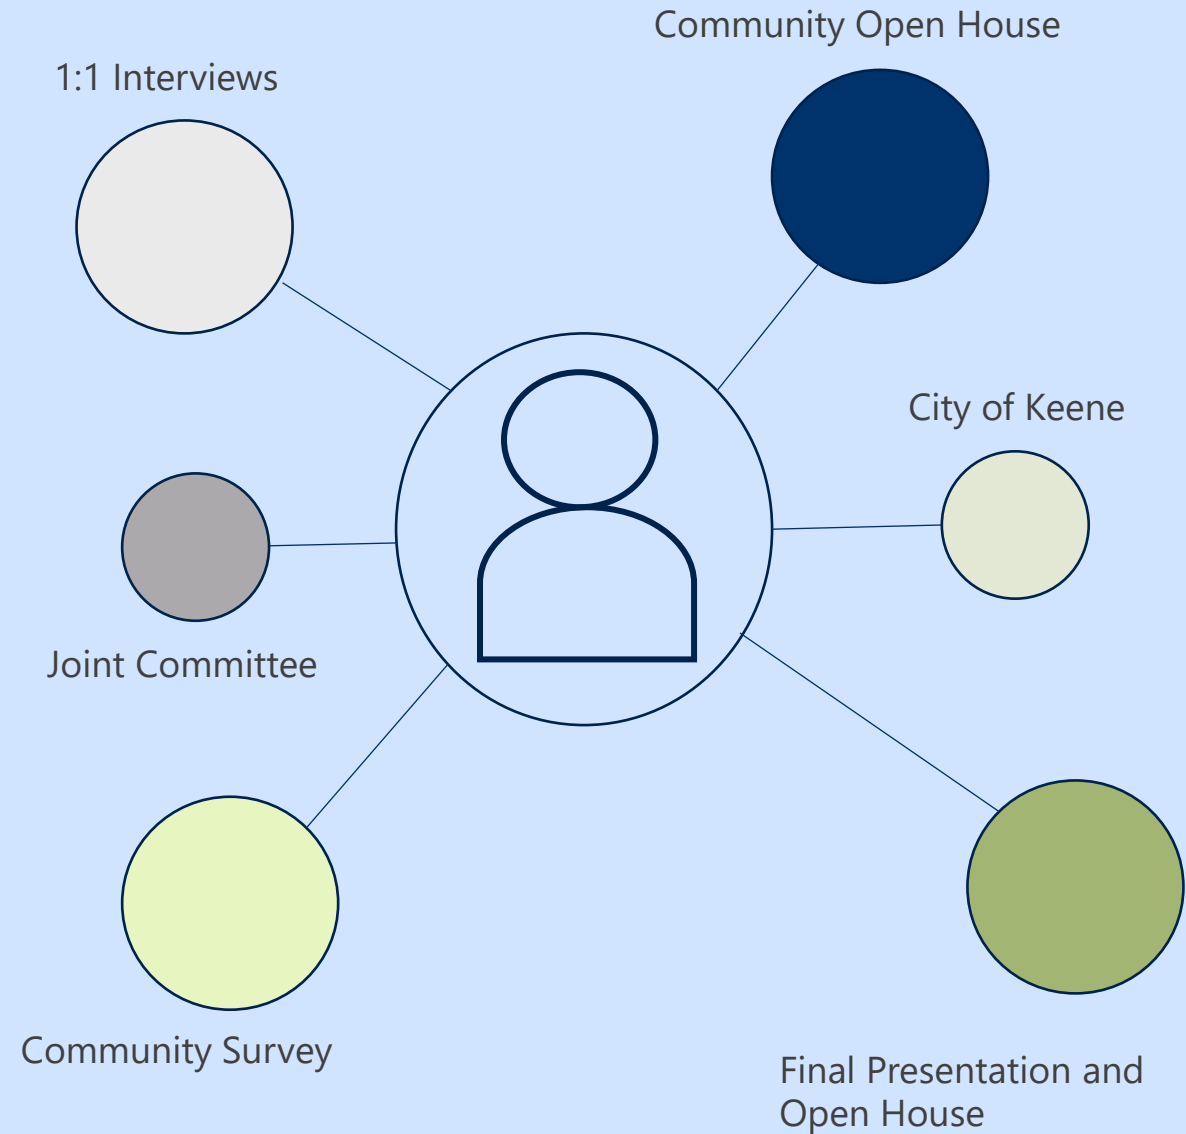 Community Open House
1:1 Interviews
City of Keene
Joint Committee
Community Survey
Final Presentation and
Open House